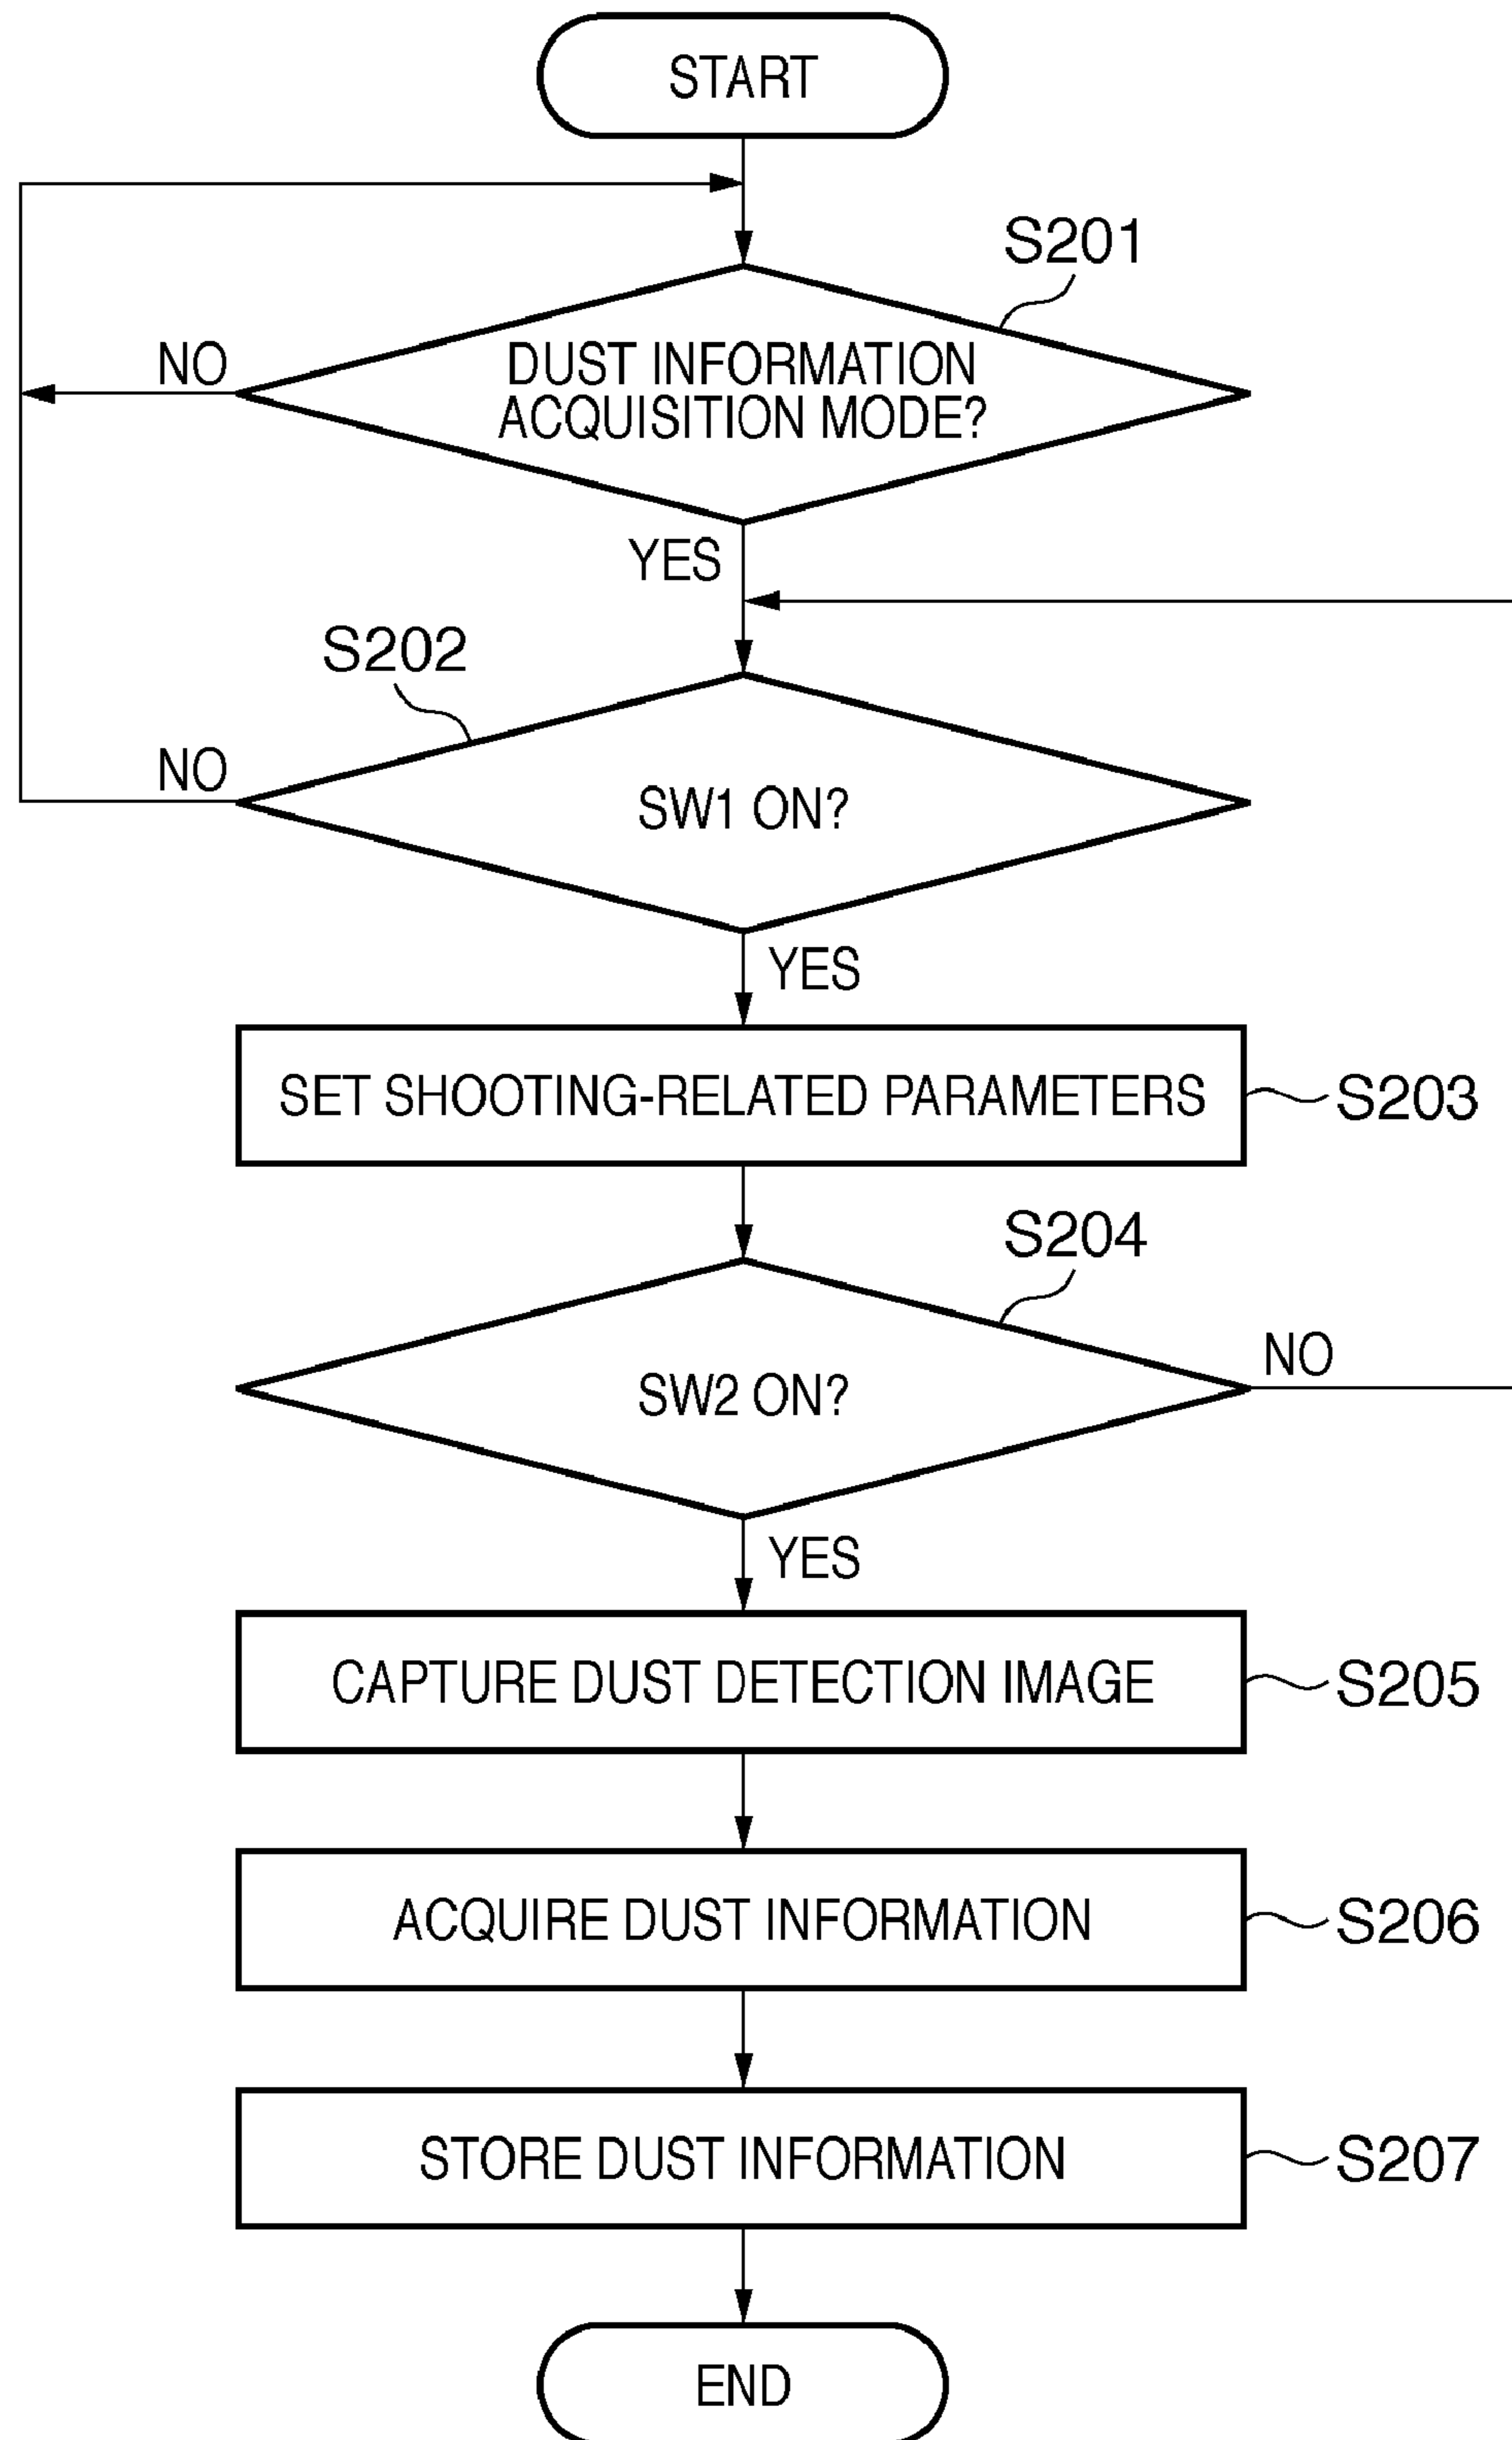 START
S201
NO
DUST INFORMATION
ACQUISITION MODE?
YES
S202
NO
SW1 ON?
YES
SET SHOOTING-RELATED PARAMETERS
S203
S204
NO
SW2 ON?
YES
CAPTURE DUST DETECTION IMAGE
S205
ACQUIRE DUST INFORMATION
S206
STORE DUST INFORMATION
S207
END